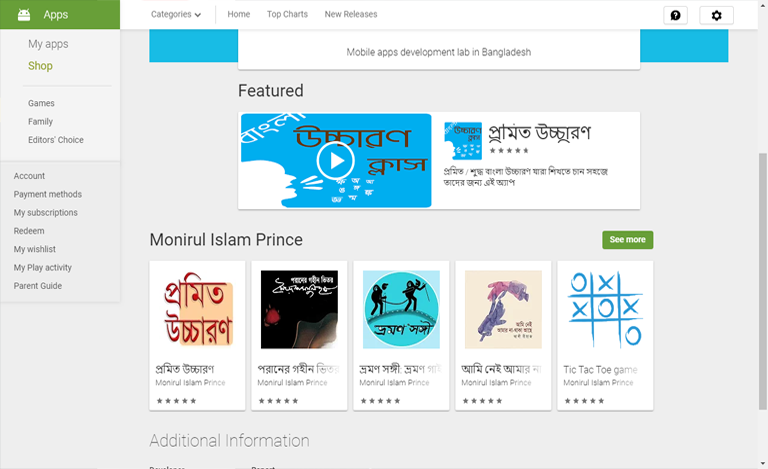 Apps
Categories
Home
Top Charts
New Releases
My apps
Shop
Games
Family
Editors' Choice
Account
Payment methods
My subscriptions
Redeem
My wishlist
My Play activity
Parent Guide
Mobile apps development lab in Bangladesh
Featured
বাংলা
উচ্চারণ
ক্লাস
প্রমিত উচ্চারণ
প্রমিত / শুদ্ধ বাংলা উচ্চারণ যারা শিখতে চান সহজে
তাদের জন্য এই অ্যাপ
Monirul Islam Prince
See more
প্রমিত
উচ্চারণ
প্রমিত উচ্চারণ
Monirul Islam Prince
পরানের গহীন ভিতর
পরানের গহীন ভিতর
Monirul Islam Prince
ভ্রমণ সঙ্গী
ভ্রমণ সঙ্গী: ভ্রমণ গাই
Monirul Islam Prince
আমি নেই
আমি নেই আমার না
Monirul Islam Prince
Tic Tac Toe game
Monirul Islam Prince
Additional Information